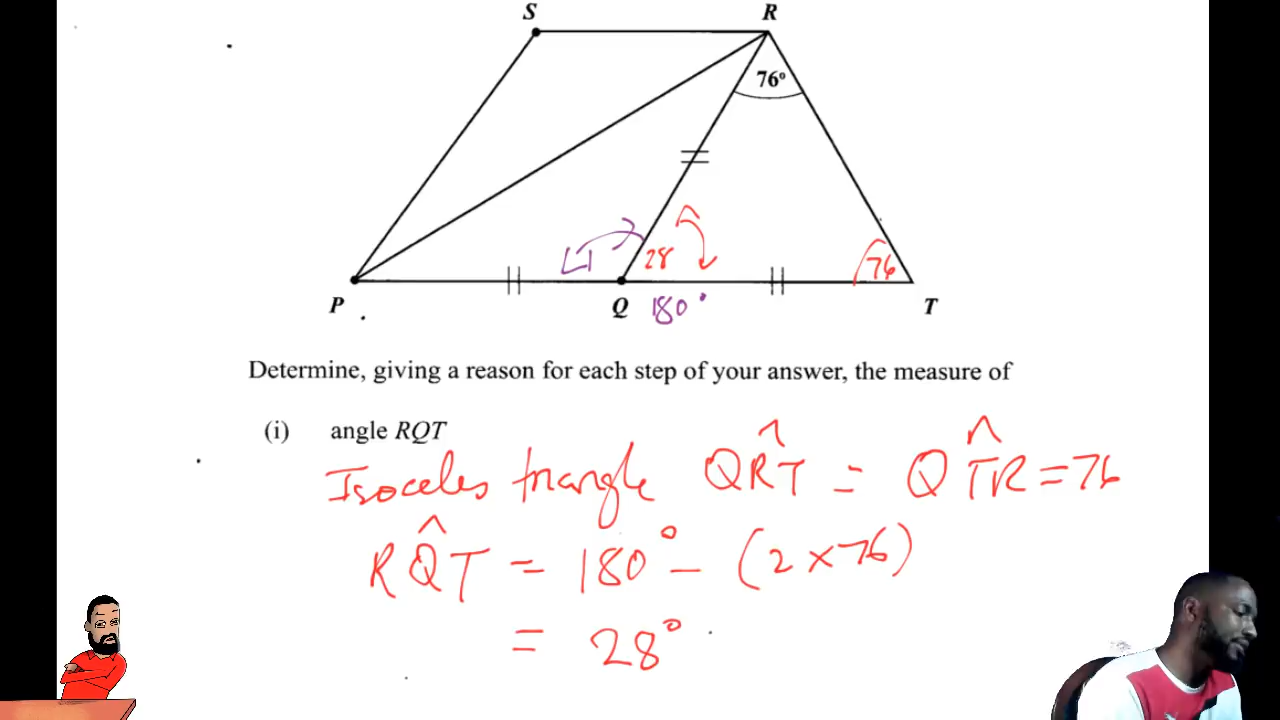 S R
76°
28 76
P Q 180° T
Determine, giving a reason for each step of your answer, the measure of
(i) angle RQT
Isoceles triangle QR̂T = QT̂R = 76
RQ̂T = 180° - (2 × 76)
= 28°